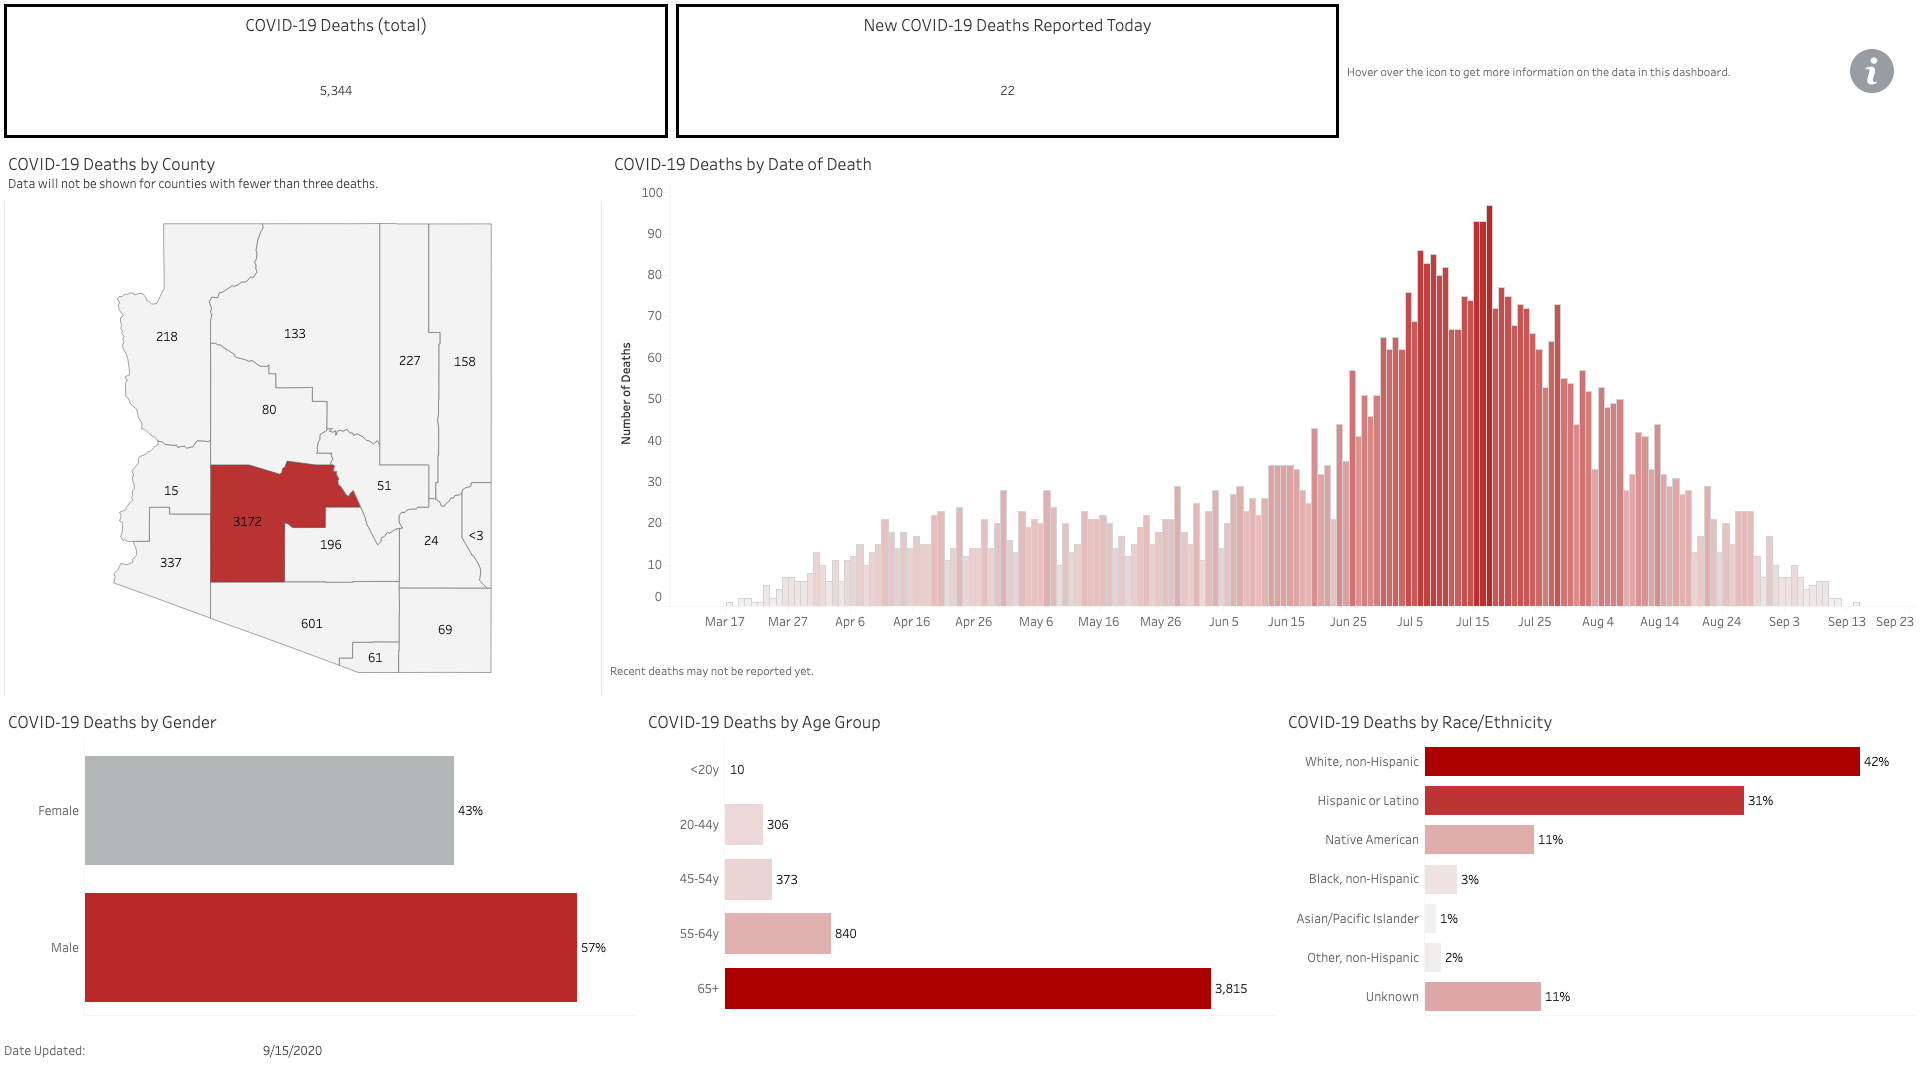 COVID-19 Deaths (total)
5,344
New COVID-19 Deaths Reported Today
22
Hover over the icon to get more information on the data in this dashboard.
i
COVID-19 Deaths by County
Data will not be shown for counties with fewer than three deaths.
218
133
227
158
80
15
51
3172
196
24
<3
337
601
69
61
COVID-19 Deaths by Date of Death
Number of Deaths
100
90
80
70
60
50
40
30
20
10
0
Mar 17
Mar 27
Apr 6
Apr 16
Apr 26
May 6
May 16
May 26
Jun 5
Jun 15
Jun 25
Jul 5
Jul 15
Jul 25
Aug 4
Aug 14
Aug 24
Sep 3
Sep 13
Sep 23
Recent deaths may not be reported yet.
COVID-19 Deaths by Gender
Female
43%
Male
57%
COVID-19 Deaths by Age Group
<20y
10
20-44y
306
45-54y
373
55-64y
840
65+
3,815
COVID-19 Deaths by Race/Ethnicity
White, non-Hispanic
42%
Hispanic or Latino
31%
Native American
11%
Black, non-Hispanic
3%
Asian/Pacific Islander
1%
Other, non-Hispanic
2%
Unknown
11%
Date Updated:
9/15/2020